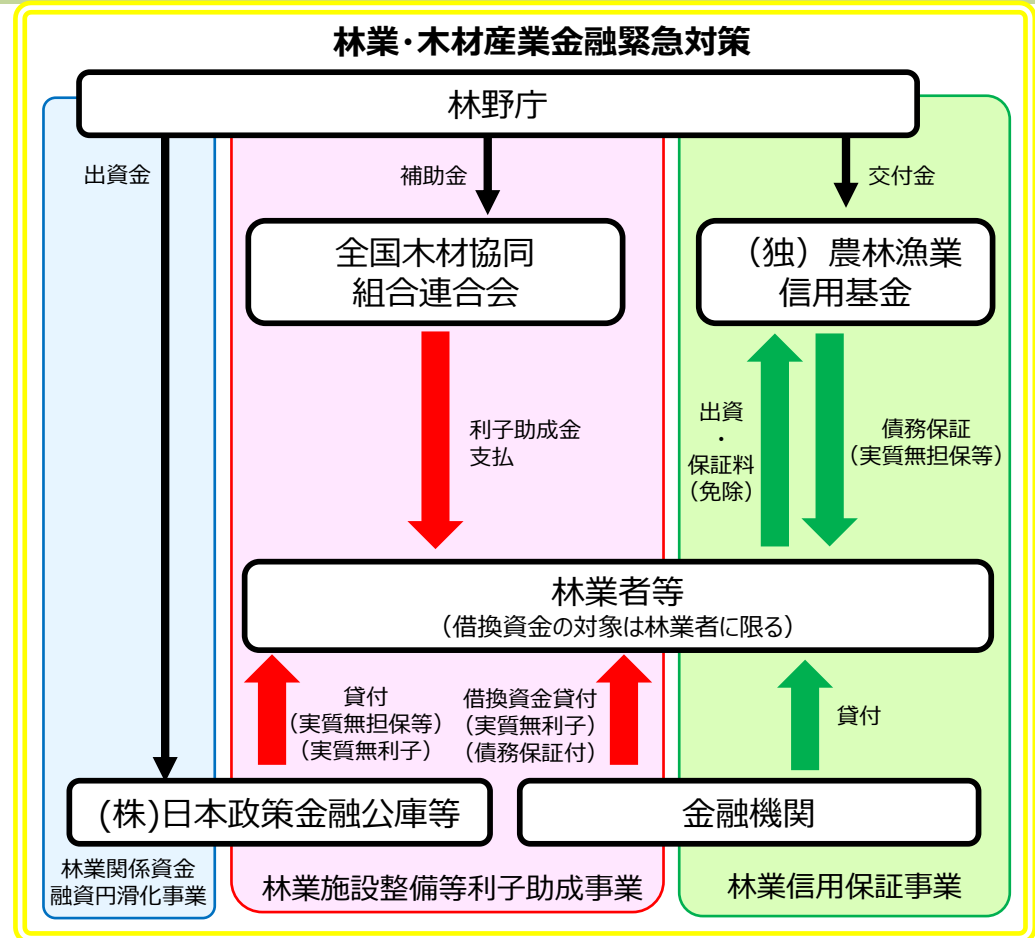 林業・木材産業金融緊急対策
林野庁
出資金
補助金
交付金
全国木材協同
組合連合会
（独）農林漁業
信用基金
利子助成金
支払
出資
・
保証料
（免除）
債務保証
（実質無担保等）
林業者等
（借換資金の対象は林業者に限る）
貸付
（実質無担保等）
（実質無利子）
借換資金貸付
（実質無利子）
（債務保証付）
貸付
(株)日本政策金融公庫等
金融機関
林業関係資金
融資円滑化事業
林業施設整備等利子助成事業
林業信用保証事業